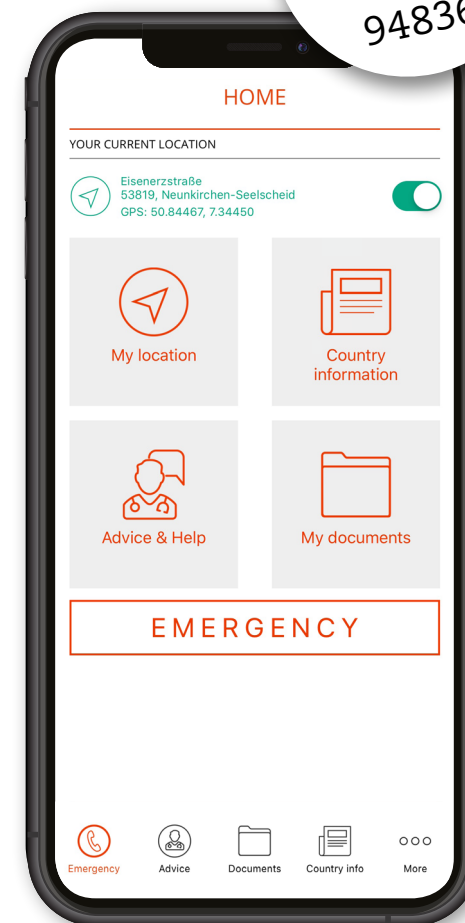 9483
HOME
YOUR CURRENT LOCATION
Eisenerzstraße
53819, Neunkirchen-Seelscheid
GPS: 50.84467, 7.34450
My location
Country
information
Advice & Help
My documents
EMERGENCY
Emergency
Advice
Documents
Country info
More